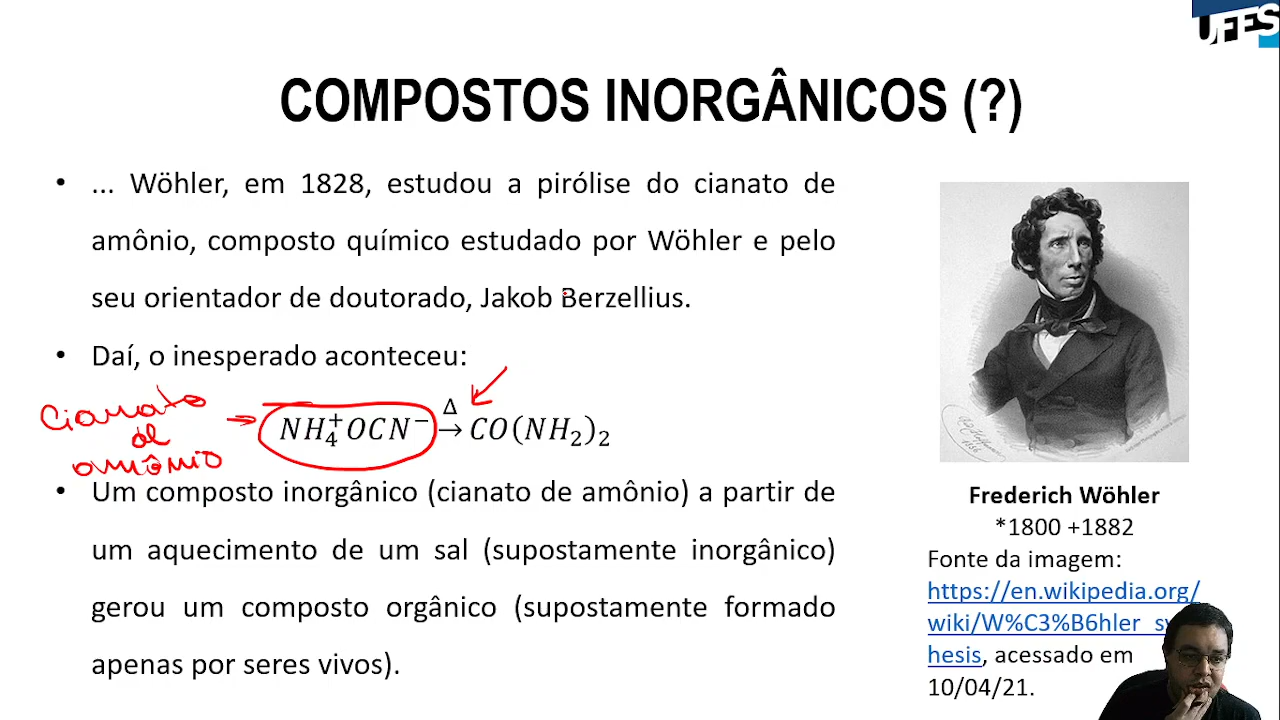 UFES
COMPOSTOS INORGÂNICOS (?)
• ... Wöhler, em 1828, estudou a pirólise do cianato de
amônio, composto químico estudado por Wöhler e pelo
seu orientador de doutorado, Jakob Berzellius.
• Daí, o inesperado aconteceu:
Cianato
de
amônio
→ NH₄⁺OCN⁻ →^Δ CO(NH₂)₂
• Um composto inorgânico (cianato de amônio) a partir de
um aquecimento de um sal (supostamente inorgânico)
gerou um composto orgânico (supostamente formado
apenas por seres vivos).
Frederich Wöhler
*1800 +1882
Fonte da imagem:
https://en.wikipedia.org/
wiki/W%C3%B6hler
hesis, acessado em
10/04/21.